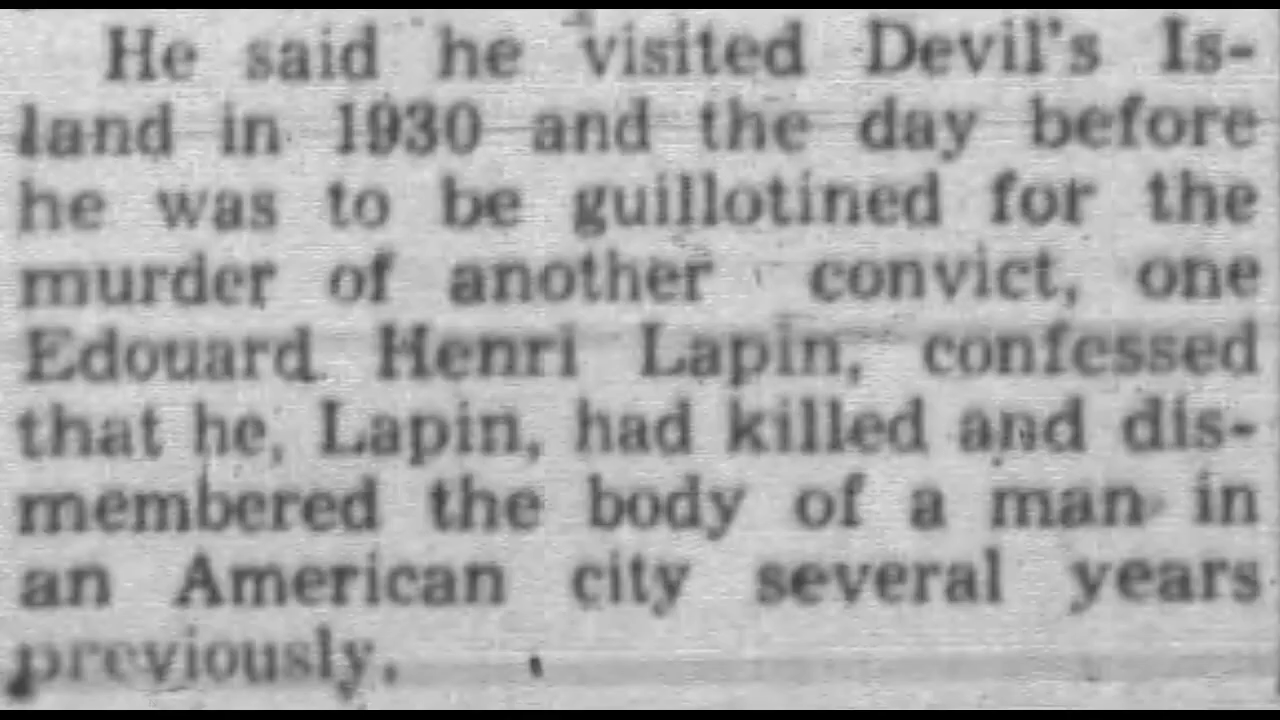 He said he visited Devil's Is-
land in 1930 and the day before
he was to be guillotined for the
murder of another convict, one
Edouard Henri Lapin, confessed
that he, Lapin, had killed and dis-
membered the body of a man in
an American city several years
previously.